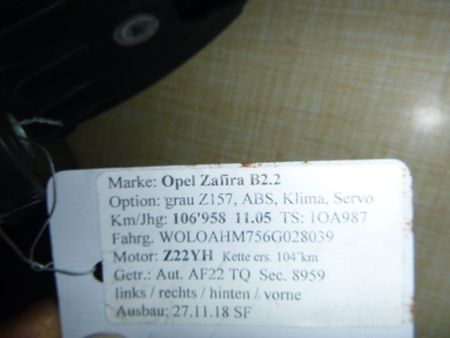 Marke: Opel Zafira B2.2
Option: grau Z157, ABS, Klima, Servo
Km/Jhg: 106'958 11.05 TS: 1OA987
Fahrg. WOLOAHM756G028039
Motor: Z22YH Kette ers. 104'km
Getr.: Aut. AF22 TQ Sec. 8959
links / rechts / hinten / vorne
Ausbau: 27.11.18 SF